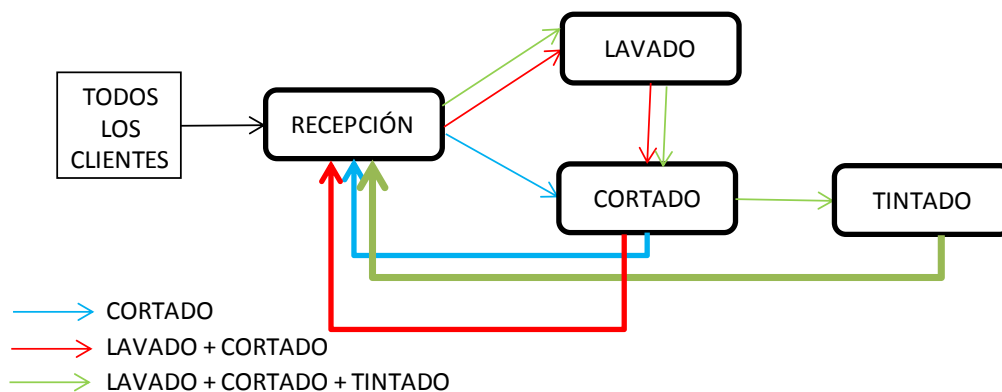 LAVADO
TODOS
LOS
CLIENTES
RECEPCIÓN
CORTADO
TINTADO
CORTADO
LAVADO + CORTADO
LAVADO + CORTADO + TINTADO